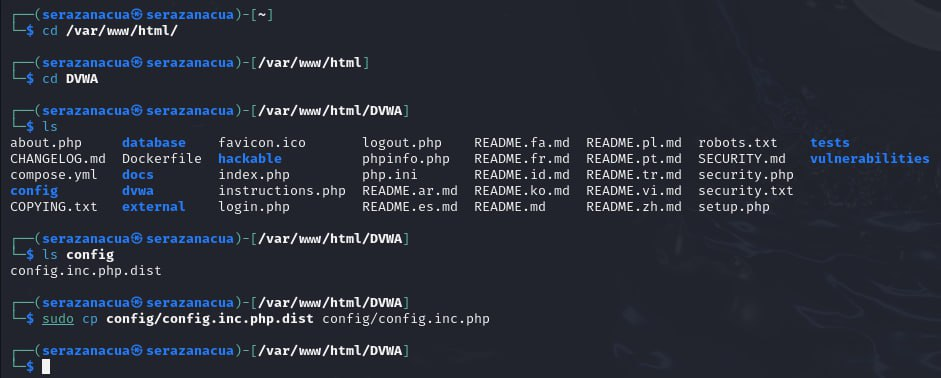 ┌──(serazanacua㉿serazanacua)-[~]
└─$ cd /var/www/html/
┌──(serazanacua㉿serazanacua)-[/var/www/html]
└─$ cd DVWA
┌──(serazanacua㉿serazanacua)-[/var/www/html/DVWA]
└─$ ls
about.php database favicon.ico logout.php README.fa.md README.pl.md robots.txt tests
CHANGELOG.md Dockerfile hackable phpinfo.php README.fr.md README.pt.md SECURITY.md vulnerabilities
compose.yml docs index.php php.ini README.id.md README.tr.md security.php
config dvwa instructions.php README.ar.md README.ko.md README.vi.md security.txt
COPYING.txt external login.php README.es.md README.md README.zh.md setup.php
┌──(serazanacua㉿serazanacua)-[/var/www/html/DVWA]
└─$ ls config
config.inc.php.dist
┌──(serazanacua㉿serazanacua)-[/var/www/html/DVWA]
└─$ sudo cp config/config.inc.php.dist config/config.inc.php
┌──(serazanacua㉿serazanacua)-[/var/www/html/DVWA]
└─$